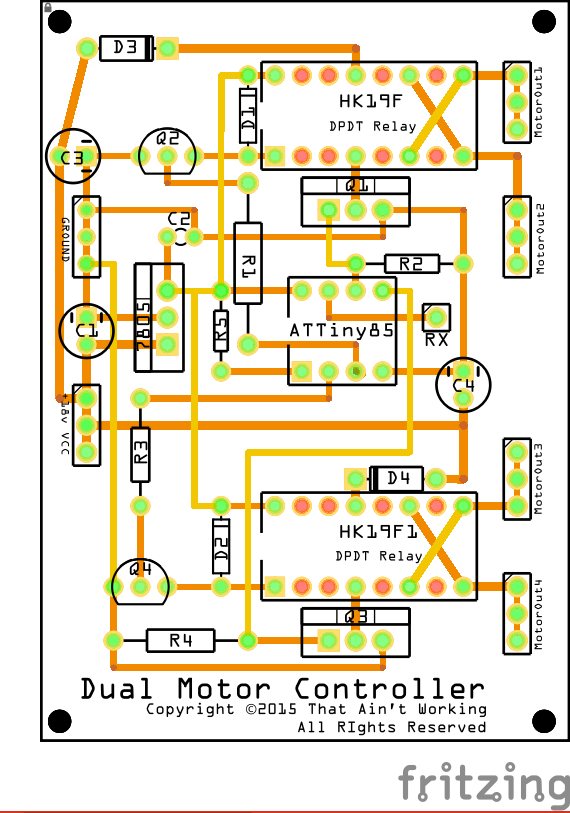 D3
MotorOut1
HK19F
D1
DPDT Relay
Q2
C3
Q1
MotorOut2
C2
GROUND
R1
R2
7805
R5
ATTiny85
C1
RX
C4
+18v VCC
R3
MotorOut3
D4
HK19F1
D2
DPDT Relay
Q4
MotorOut4
Q3
R4
Dual Motor Controller
Copyright ©2015 That Ain't Working
All RIghts Reserved
fritzing